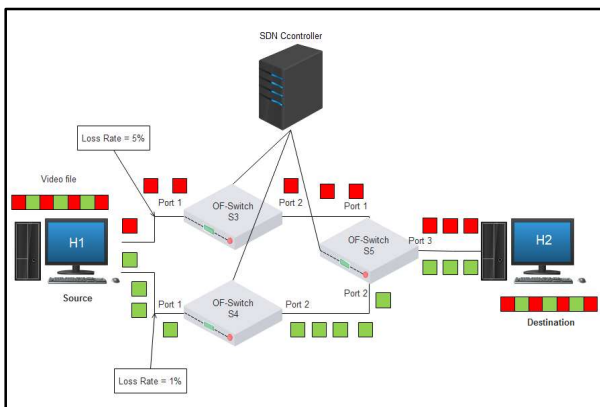 SDN Ccontroller
Loss Rate = 5%
Video file
Port 1
OF-Switch
S3
Port 2
Port 1
H1
OF-Switch
S5
Port 3
H2
Source
Port 1
OF-Switch
S4
Port 2
Port 2
Destination
Loss Rate = 1%